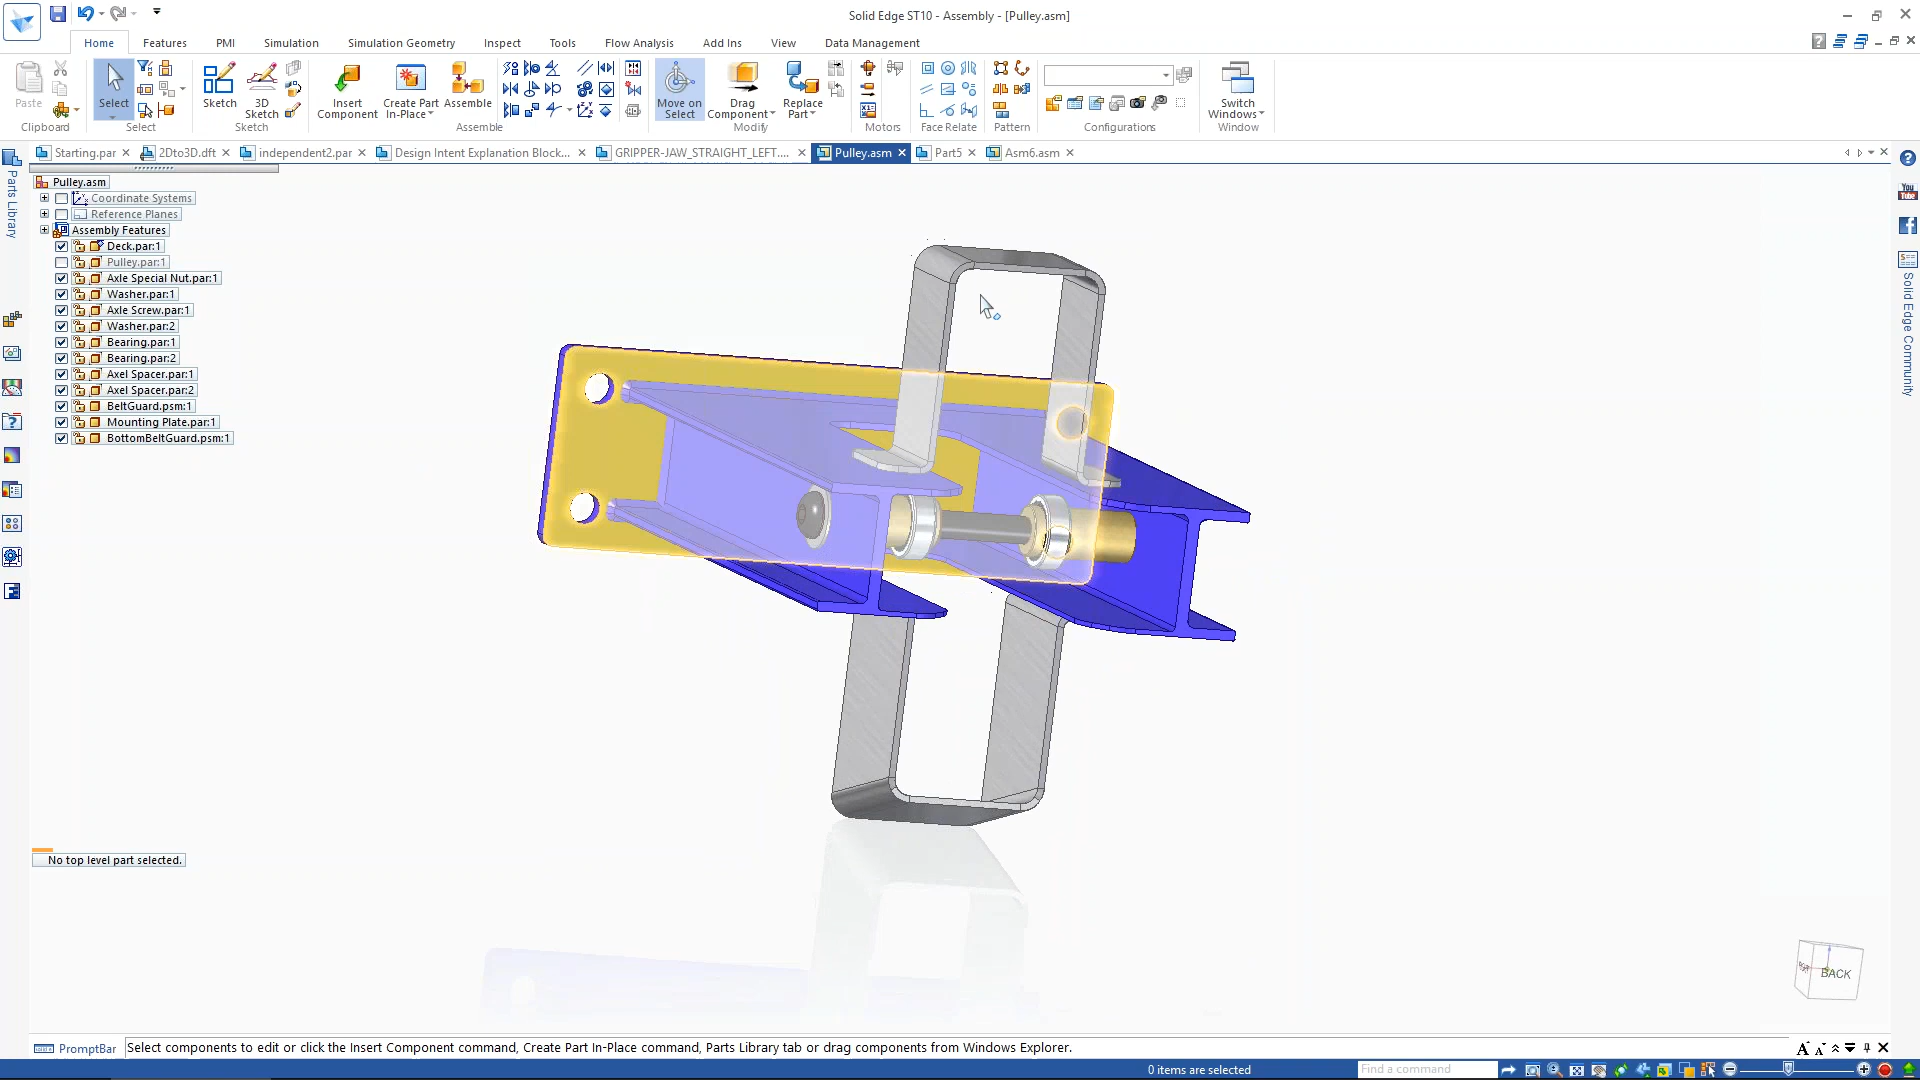 Solid Edge ST10 - Assembly - [Pulley.asm]
Home Features PMI Simulation Simulation Geometry Inspect Tools Flow Analysis Add Ins View Data Management
Paste
Select
Sketch
3D Sketch
Insert Component
Create Part In-Place
Assemble
Move on Select
Drag Component
Replace Part
Switch Windows
Clipboard Select Sketch Assemble Modify Motors Face Relate Pattern Configurations Window
Starting.par 2Dto3D.dft independent2.par Design Intent Explanation Block... GRIPPER-JAW_STRAIGHT_LEFT.... Pulley.asm Part5 Asm6.asm
Parts Library
Pulley.asm
Coordinate Systems
Reference Planes
Assembly Features
Deck.par:1
Pulley.par:1
Axle Special Nut.par:1
Washer.par:1
Axle Screw.par:1
Washer.par:2
Bearing.par:1
Bearing.par:2
Axel Spacer.par:1
Axel Spacer.par:2
BeltGuard.psm:1
Mounting Plate.par:1
BottomBeltGuard.psm:1
No top level part selected.
You Tube
Solid Edge Community
BACK
PromptBar Select components to edit or click the Insert Component command, Create Part In-Place command, Parts Library tab or drag components from Windows Explorer.
0 items are selected Find a command